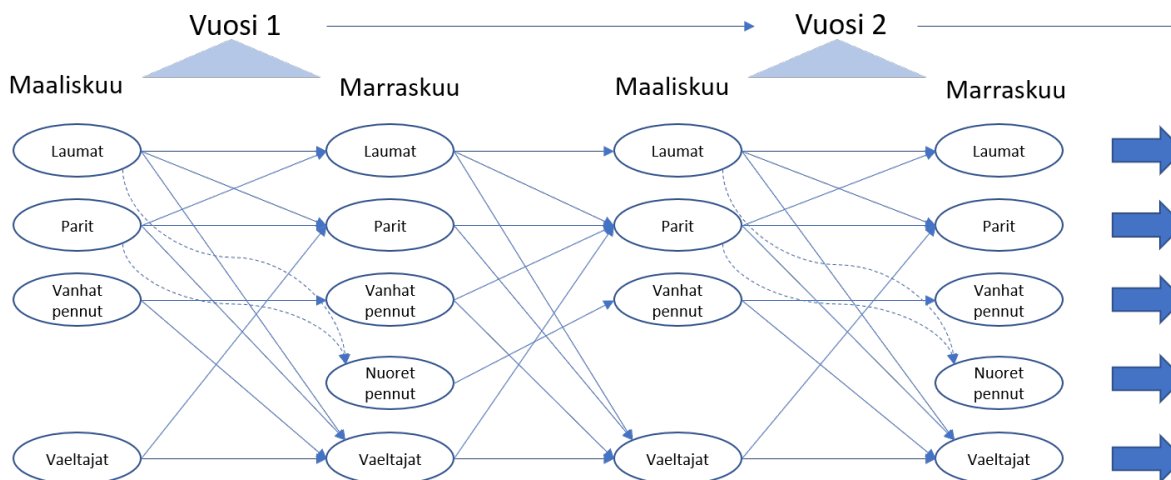 Vuosi 1
Vuosi 2
Maaliskuu
Marraskuu
Maaliskuu
Marraskuu
Laumat
Laumat
Laumat
Laumat
Parit
Parit
Parit
Parit
Vanhat
pennut
Vanhat
pennut
Vanhat
pennut
Vanhat
pennut
Nuoret
pennut
Nuoret
pennut
Vaeltajat
Vaeltajat
Vaeltajat
Vaeltajat